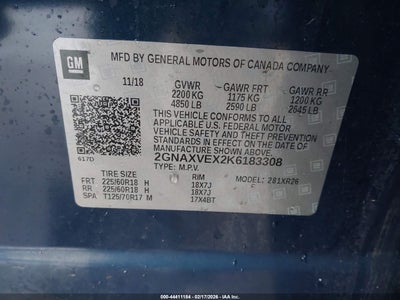 GM
MFD BY GENERAL MOTORS OF CANADA COMPANY
11/18 GVWR GAWR FRT GAWR RR
2200 KG 1175 KG 1200 KG
4850 LB 2590 LB 2645 LB
THIS VEHICLE CONFORMS TO ALL
APPLICABLE U.S. FEDERAL MOTOR
VEHICLE SAFETY AND THEFT PREVENTION
STANDARDS IN EFFECT ON THE DATE OF
MANUFACTURE SHOWN ABOVE.
617D
2GNAXVEX2K6183308
TYPE: M.P.V. MODEL: 281XR26
TIRE SIZE RIM
FRT 225/60R18 H 18X7J
RR 225/60R18 H 18X7J
SPA T125/70R17 M 17X4BT
000-44411184 - 02/17/2026 -